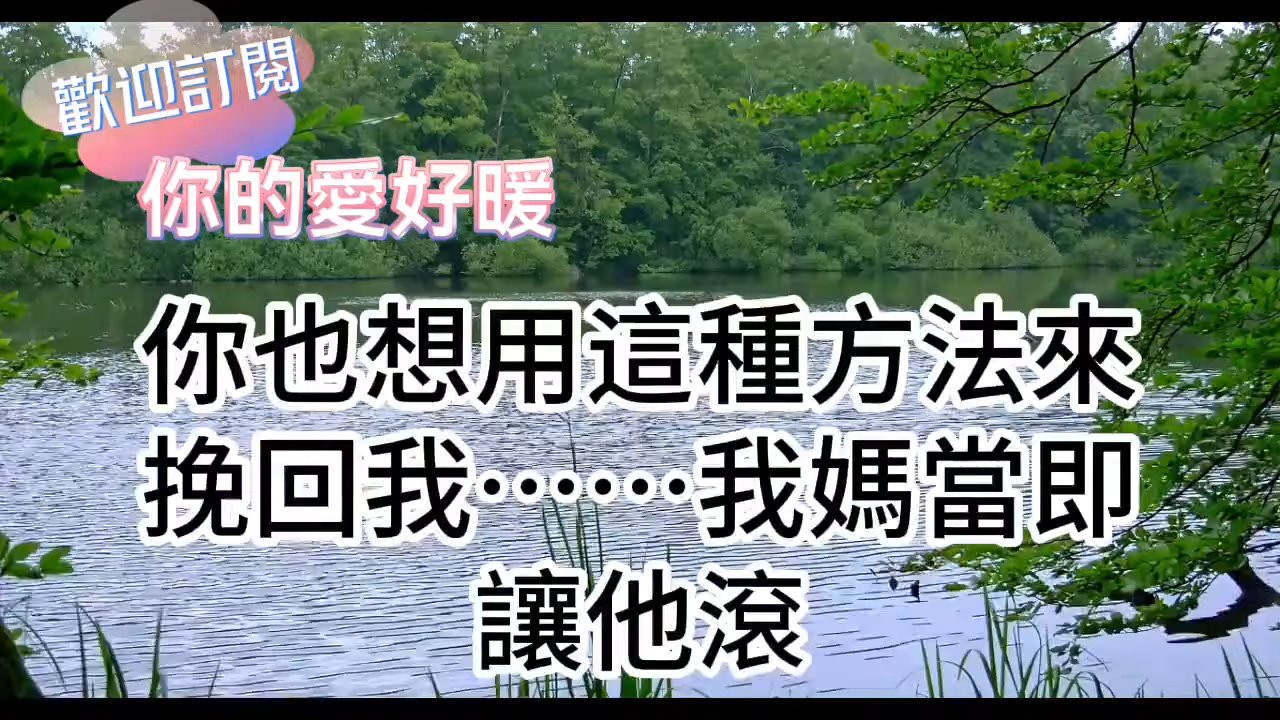 歡迎訂閱
你的愛好暖
你也想用這種方法來
挽回我⋯⋯我媽當即
讓他滾